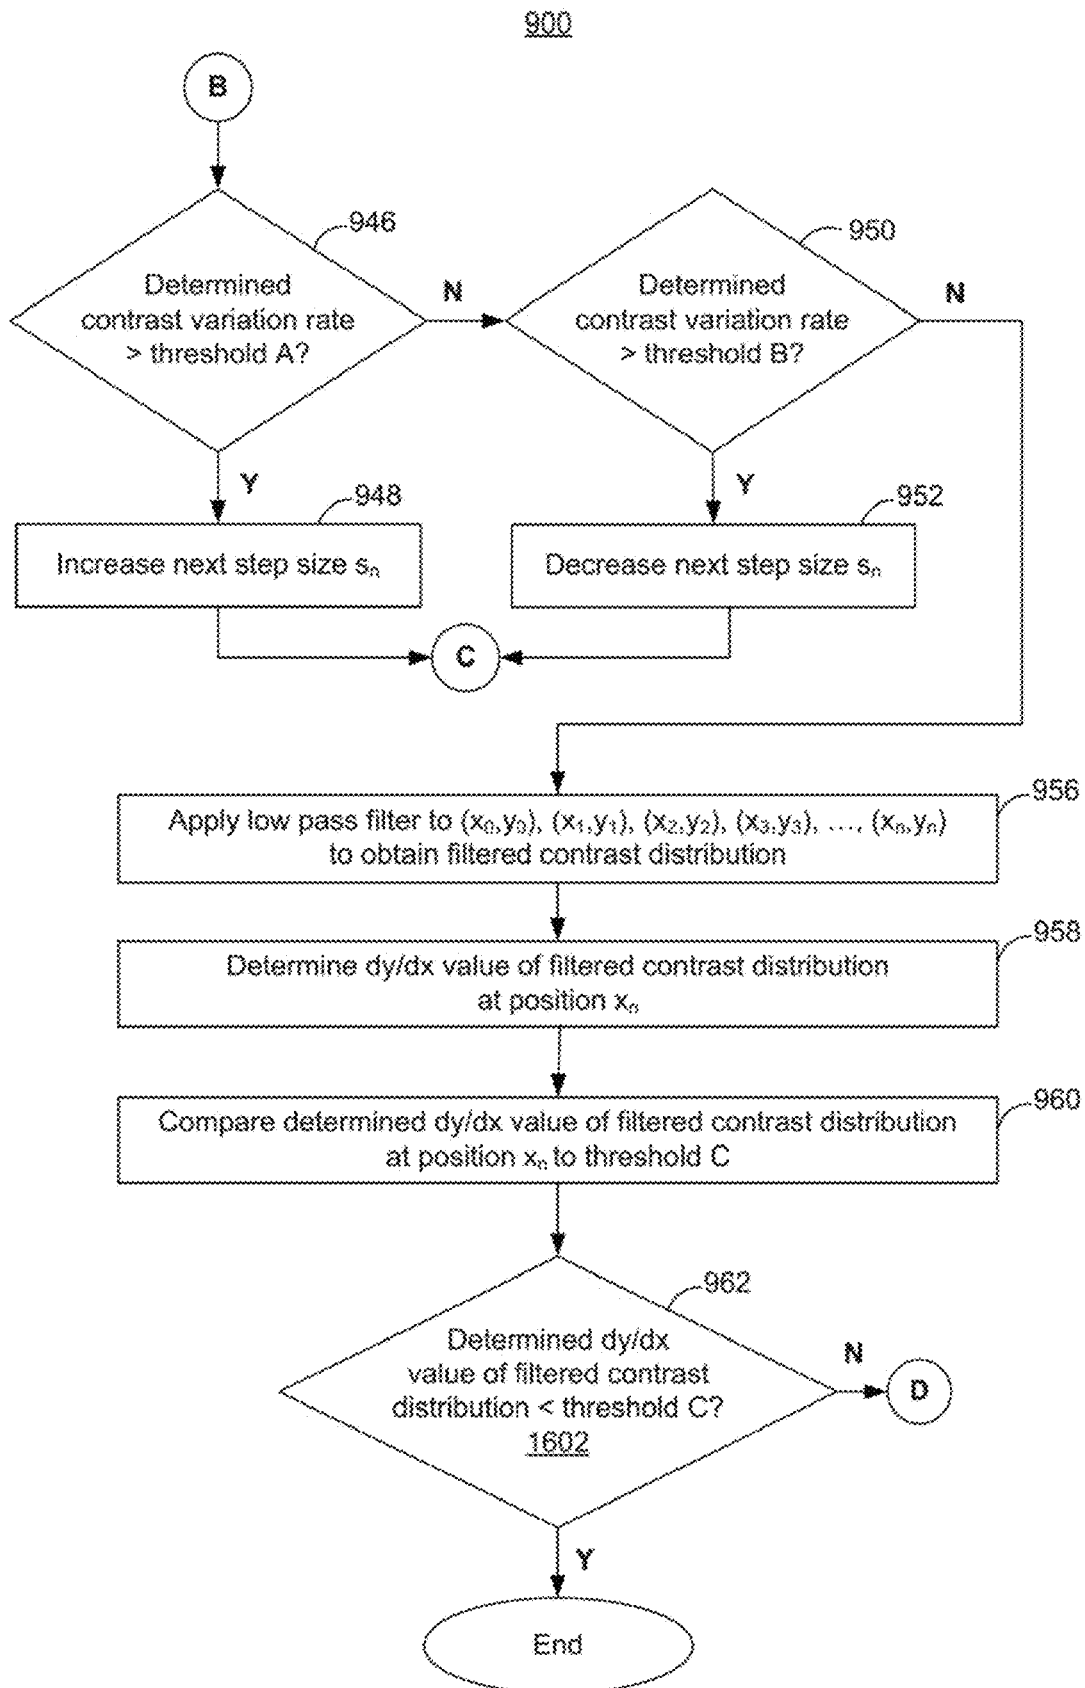 900
B
946
Determined
contrast variation rate
> threshold A?
N
950
Determined
contrast variation rate
> threshold B?
N
Y
948
Increase next step size sₙ
Y
952
Decrease next step size sₙ
C
956
Apply low pass filter to (x₀,y₀), (x₁,y₁), (x₂,y₂), (x₃,y₃), …, (xₙ,yₙ)
to obtain filtered contrast distribution
958
Determine dy/dx value of filtered contrast distribution
at position xₙ
960
Compare determined dy/dx value of filtered contrast distribution
at position xₙ to threshold C
962
Determined dy/dx
value of filtered contrast
distribution < threshold C?
1602
N
D
Y
End